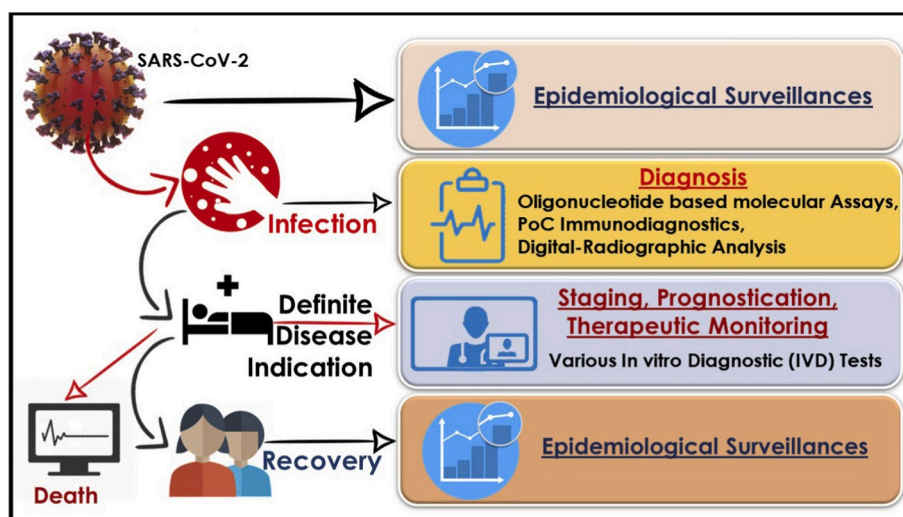 SARS-CoV-2
Epidemiological Surveillances
Infection
Diagnosis
Oligonucleotide based molecular Assays,
PoC Immunodiagnostics,
Digital-Radiographic Analysis
Definite
Disease
Indication
Staging, Prognostication,
Therapeutic Monitoring
Various In vitro Diagnostic (IVD) Tests
Death
Recovery
Epidemiological Surveillances